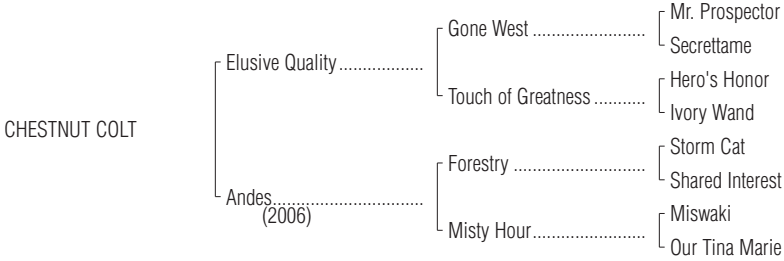 Mr. Prospector
Gone West ........................
Secrettame
Elusive Quality..................
Hero's Honor
Touch of Greatness ...........
Ivory Wand
CHESTNUT COLT
Storm Cat
Forestry ............................
Shared Interest
Andes................................
(2006)
Miswaki
Misty Hour........................
Our Tina Marie